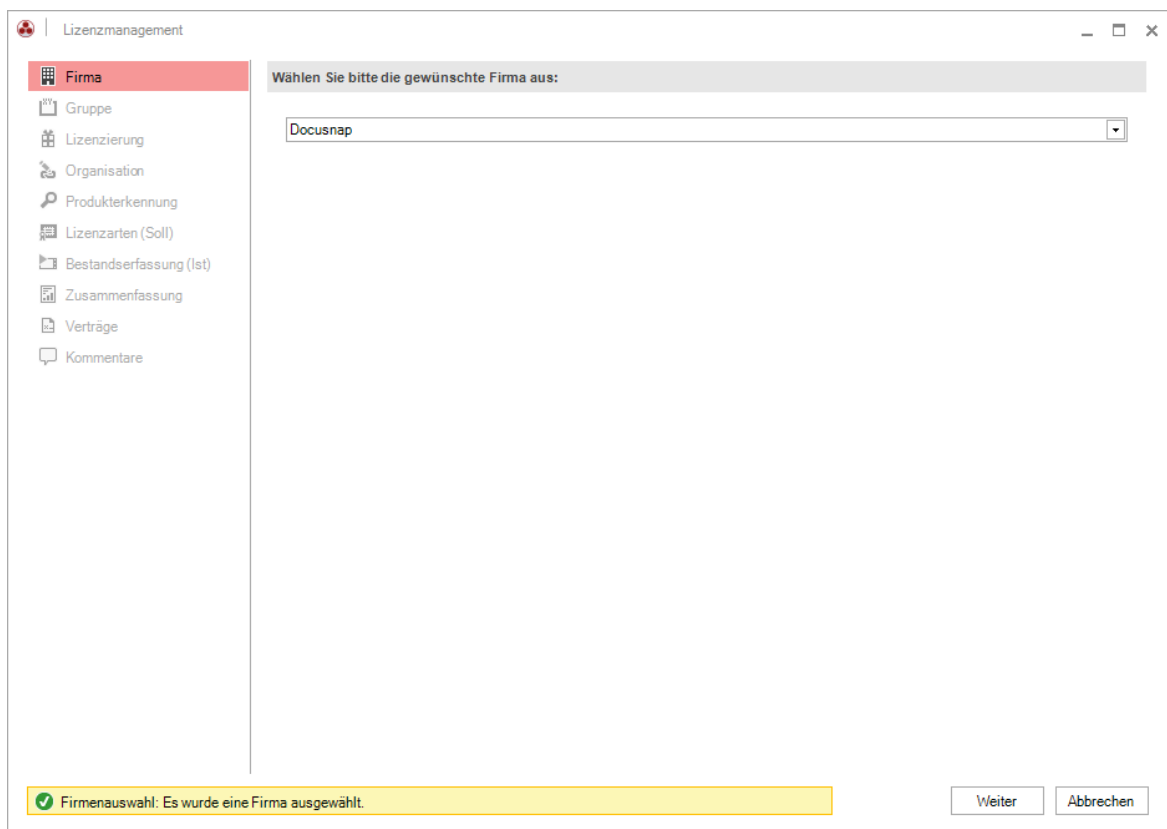 Lizenzmanagement
Firma
Gruppe
Lizenzierung
Organisation
Produkterkennung
Lizenzarten (Soll)
Bestandserfassung (Ist)
Zusammenfassung
Verträge
Kommentare
Wählen Sie bitte die gewünschte Firma aus:
Docusnap
Firmenauswahl: Es wurde eine Firma ausgewählt.
Weiter
Abbrechen